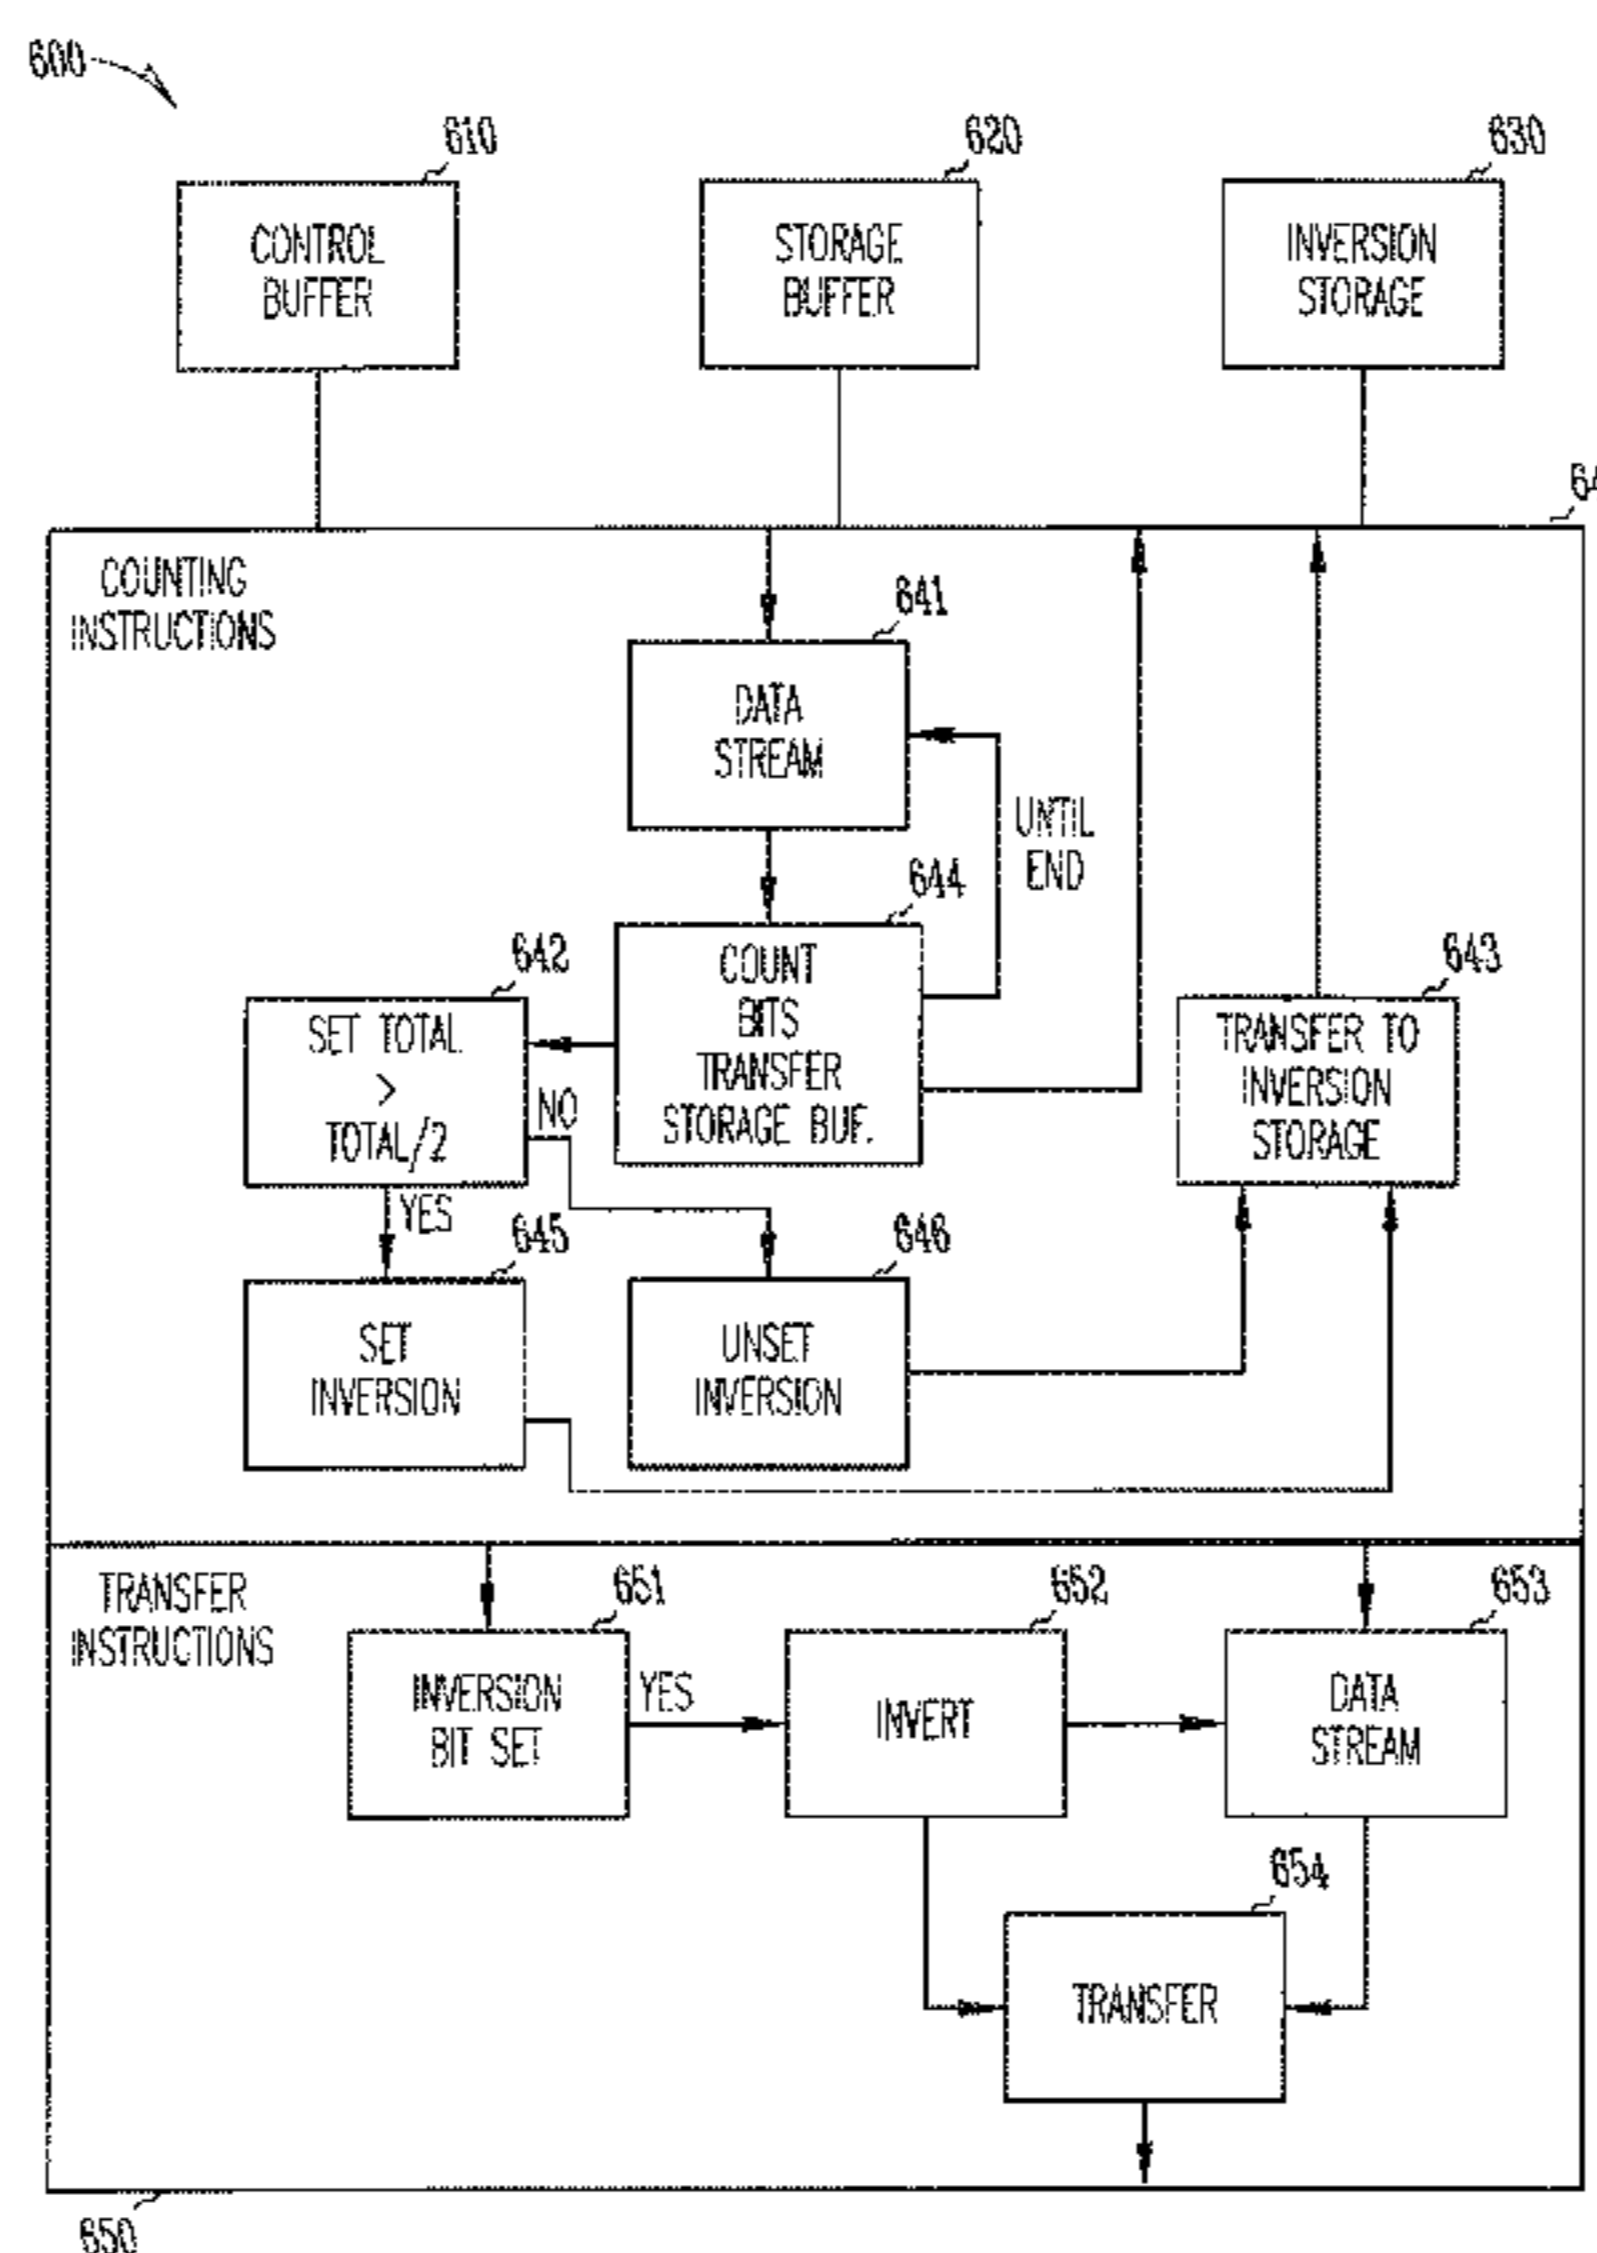 600
610
620
630
CONTROL
BUFFER
STORAGE
BUFFER
INVERSION
STORAGE
COUNTING
INSTRUCTIONS
641
DATA
STREAM
UNTIL
END
644
COUNT
BITS
TRANSFER
STORAGE BUF.
642
SET TOTAL
>
TOTAL/2
NO
YES
643
TRANSFER TO
INVERSION
STORAGE
645
SET
INVERSION
646
UNSET
INVERSION
TRANSFER
INSTRUCTIONS
651
INVERSION
BIT SET
YES
652
INVERT
653
DATA
STREAM
654
TRANSFER
650